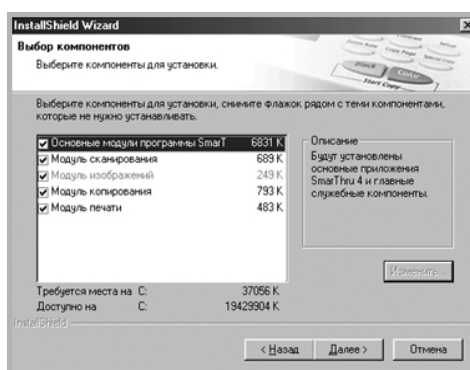 InstallShield Wizard
Выбор компонентов
Выберите компоненты для установки.
Start Copy
Выберите компоненты для установки, снимите флажок рядом с теми компонентами,
которые не нужно устанавливать.
Основные модули программы SmarT 6831 K
Модуль сканирования 689 K
Модуль изображений 249 K
Модуль копирования 793 K
Модуль печати 483 K
Описание
Будут установлены
основные приложения
SmarThru 4 и главные
служебные компоненты.
Изменить...
Требуется места на C: 37056 K
Доступно на C: 19429904 K
InstallShield
< Назад
Далее >
Отмена